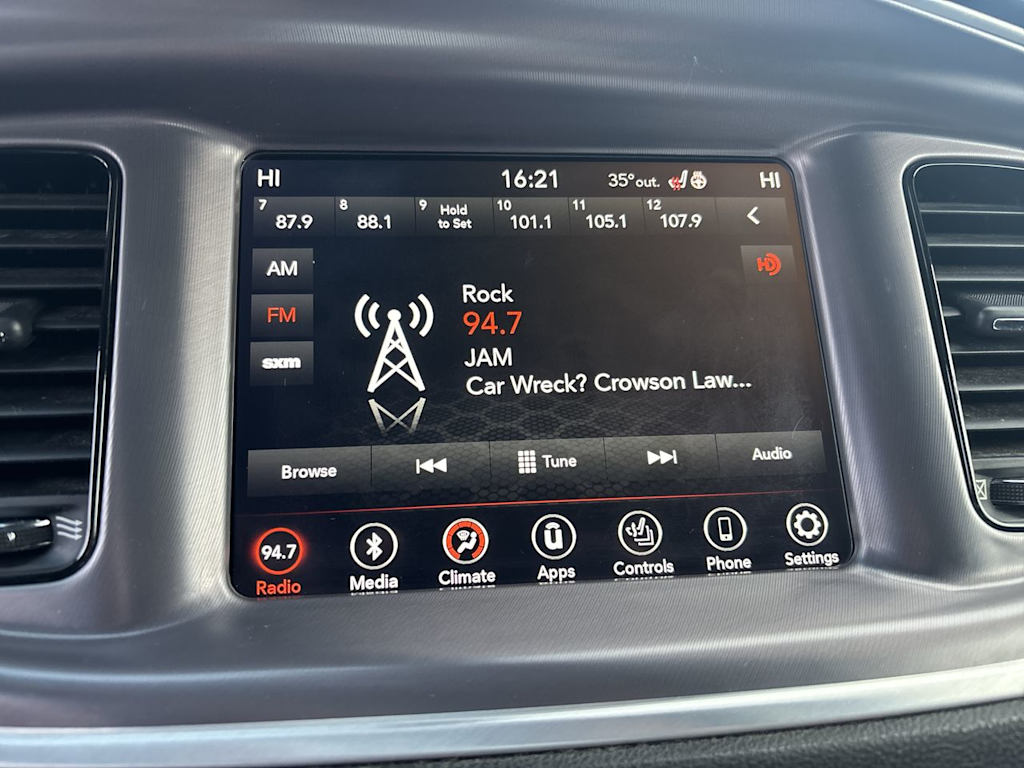 HI 16:21 35° out. HI
7 87.9 8 88.1 9 Hold to Set 10 101.1 11 105.1 12 107.9
AM
HD
FM
sxm
Rock
94.7
JAM
Car Wreck? Crowson Law...
Browse Tune Audio
94.7
Radio Media Climate Apps Controls Phone Settings